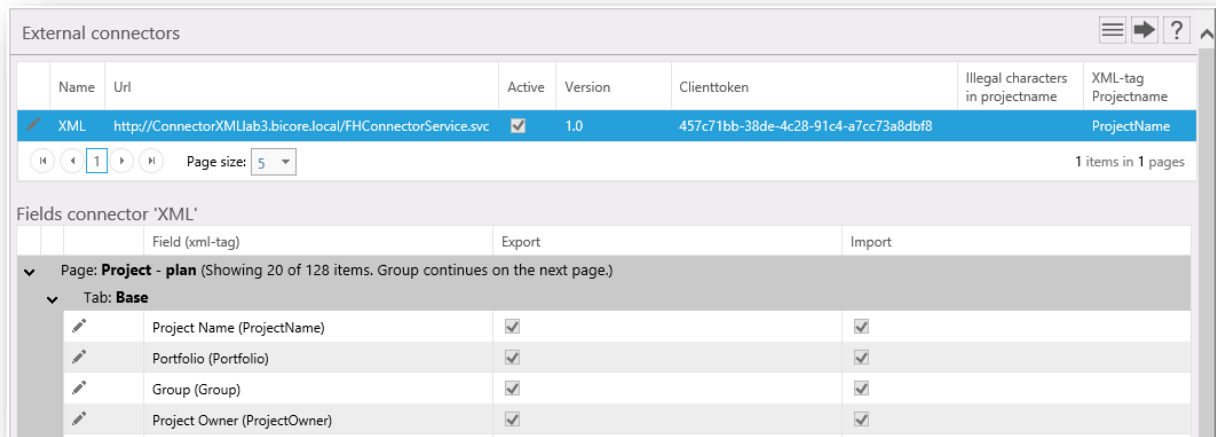 External connectors
?
Name Url Active Version Clienttoken Illegal characters in projectname XML-tag Projectname
XML http://ConnectorXMLlab3.bicore.local/FHConnectorService.svc 1.0 457c71bb-38de-4c28-91c4-a7cc73a8dbf8 ProjectName
1 Page size: 5 1 items in 1 pages
Fields connector 'XML'
Field (xml-tag) Export Import
Page: Project - plan (Showing 20 of 128 items. Group continues on the next page.)
Tab: Base
Project Name (ProjectName)
Portfolio (Portfolio)
Group (Group)
Project Owner (ProjectOwner)